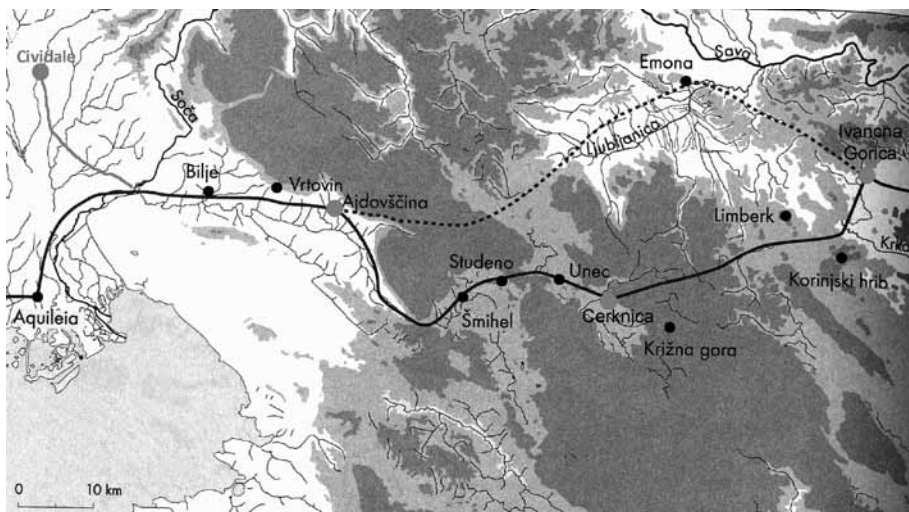 Cividale
Soča
Emona
Sava
Ljubljanica
Ivančna
Gorica
Bilje
Vrtovin
Ajdovščina
Limberk
Krka
Studeno
Unec
Korinjski hrib
Aquileia
Šmihel
Cerknica
Križna gora
0
10 km